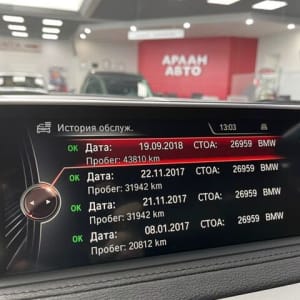 АРЛАН
АВТО
История обслуж.
13:03
OK Дата: 19.09.2018 СТОА: 26959 BMW
Пробег: 43810 km
OK Дата: 22.11.2017 СТОА: 26959 BMW
Пробег: 31942 km
OK Дата: 21.11.2017 СТОА: 26959 BMW
Пробег: 31942 km
OK Дата: 08.01.2017 СТОА: 26959 BMW
Пробег: 20812 km